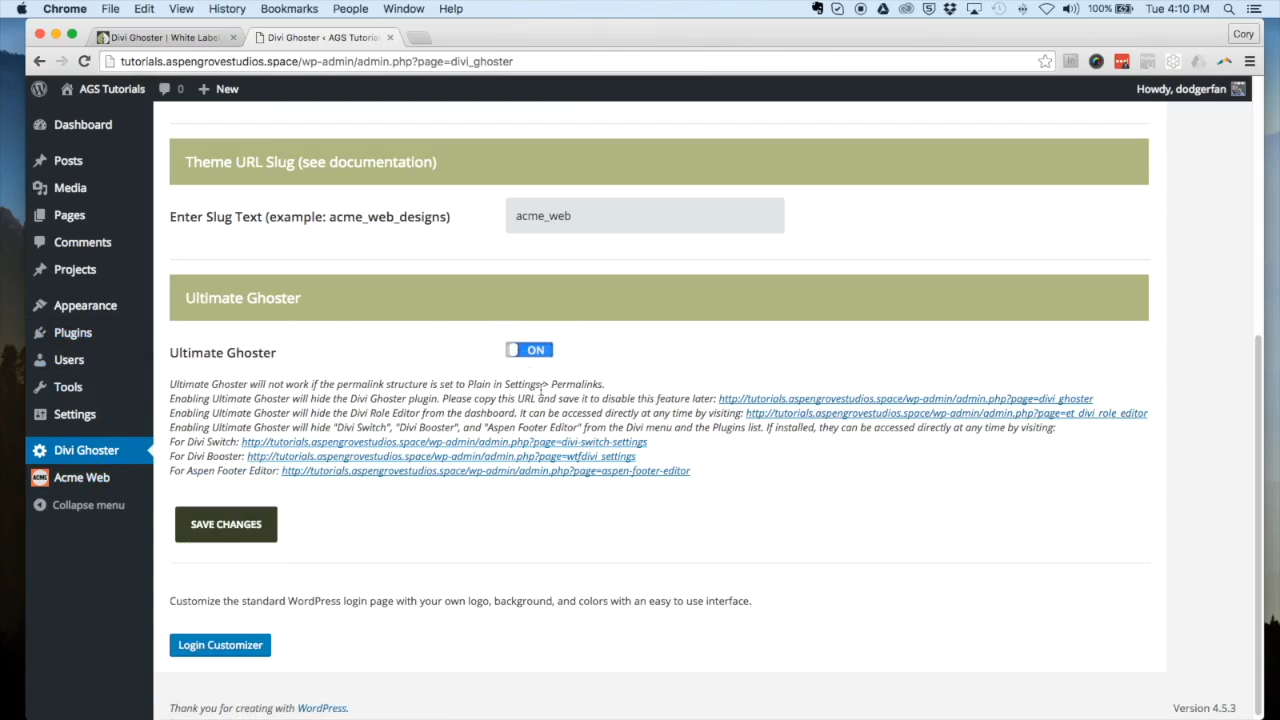 Chrome File Edit View History Bookmarks People Window Help 100% Tue 4:10 PM
Divi Ghoster | White Label Divi Ghoster ‹ AGS Tutorial Cory
tutorials.aspengrovestudios.space/wp-admin/admin.php?page=divi_ghoster
AGS Tutorials 0 + New Howdy, dodgerfan
Dashboard
Posts
Media
Pages
Comments
Projects
Appearance
Plugins
Users
Tools
Settings
Divi Ghoster
Acme Web
Collapse menu
Theme URL Slug (see documentation)
Enter Slug Text (example: acme_web_designs) acme_web
Ultimate Ghoster
Ultimate Ghoster ON
Ultimate Ghoster will not work if the permalink structure is set to Plain in Settings> Permalinks.
Enabling Ultimate Ghoster will hide the Divi Ghoster plugin. Please copy this URL and save it to disable this feature later: http://tutorials.aspengrovestudios.space/wp-admin/admin.php?page=divi_ghoster
Enabling Ultimate Ghoster will hide the Divi Role Editor from the dashboard. It can be accessed directly at any time by visiting: http://tutorials.aspengrovestudios.space/wp-admin/admin.php?page=et_divi_role_editor
Enabling Ultimate Ghoster will hide "Divi Switch", "Divi Booster", and "Aspen Footer Editor" from the Divi menu and the Plugins list. If installed, they can be accessed directly at any time by visiting:
For Divi Switch: http://tutorials.aspengrovestudios.space/wp-admin/admin.php?page=divi-switch-settings
For Divi Booster: http://tutorials.aspengrovestudios.space/wp-admin/admin.php?page=wtfdivi_settings
For Aspen Footer Editor: http://tutorials.aspengrovestudios.space/wp-admin/admin.php?page=aspen-footer-editor
SAVE CHANGES
Customize the standard WordPress login page with your own logo, background, and colors with an easy to use interface.
Login Customizer
Thank you for creating with WordPress. Version 4.5.3